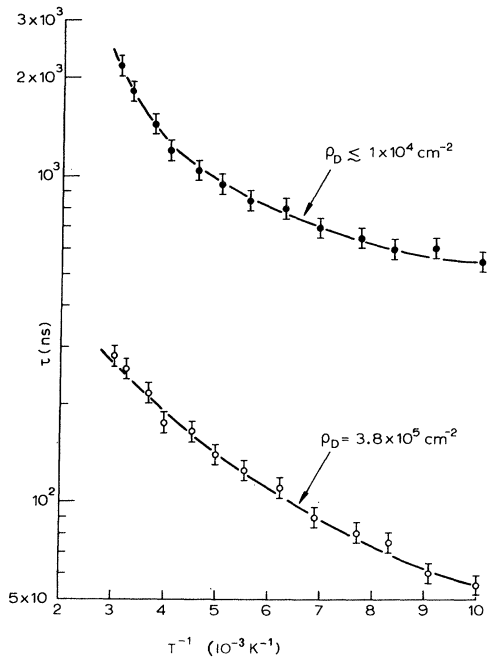 3×10³
2×10³
ρD ≲ 1×10⁴ cm⁻²
10³
τ (ns)
ρD = 3.8×10⁵ cm⁻²
10²
5×10
2 3 4 5 6 7 8 9 10
T⁻¹ (10⁻³ K⁻¹)